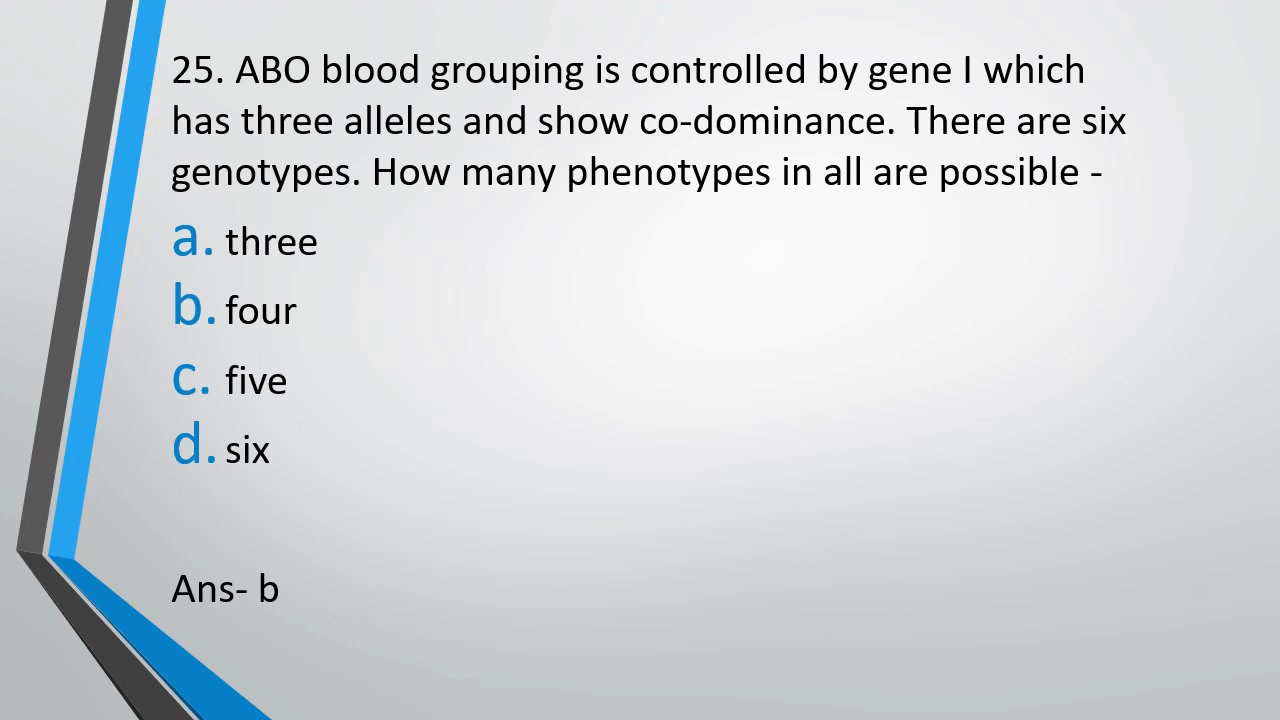 25. ABO blood grouping is controlled by gene I which
has three alleles and show co-dominance. There are six
genotypes. How many phenotypes in all are possible -
a. three
b. four
c. five
d. six
Ans- b